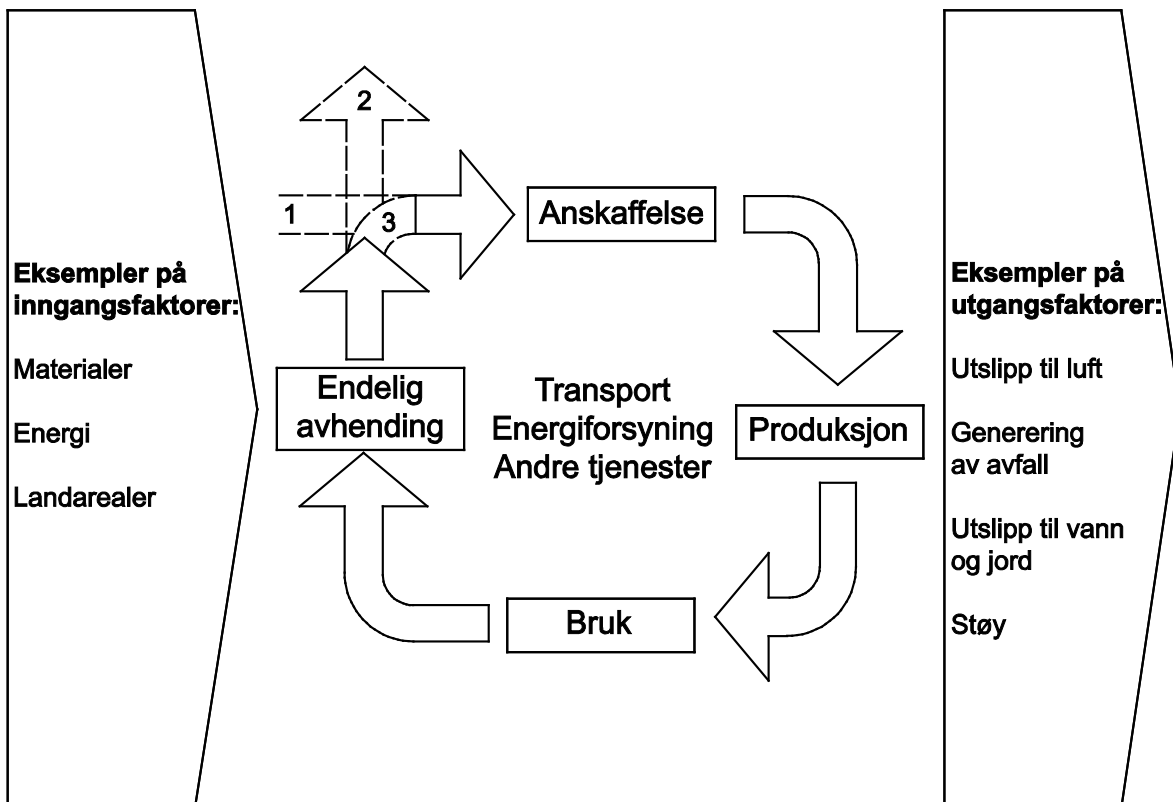 Eksempler på
inngangsfaktorer:
Materialer
Energi
Landarealer
2
1
3
Anskaffelse
Endelig
avhending
Transport
Energiforsyning
Andre tjenester
Produksjon
Bruk
Eksempler på
utgangsfaktorer:
Utslipp til luft
Generering
av avfall
Utslipp til vann
og jord
Støy